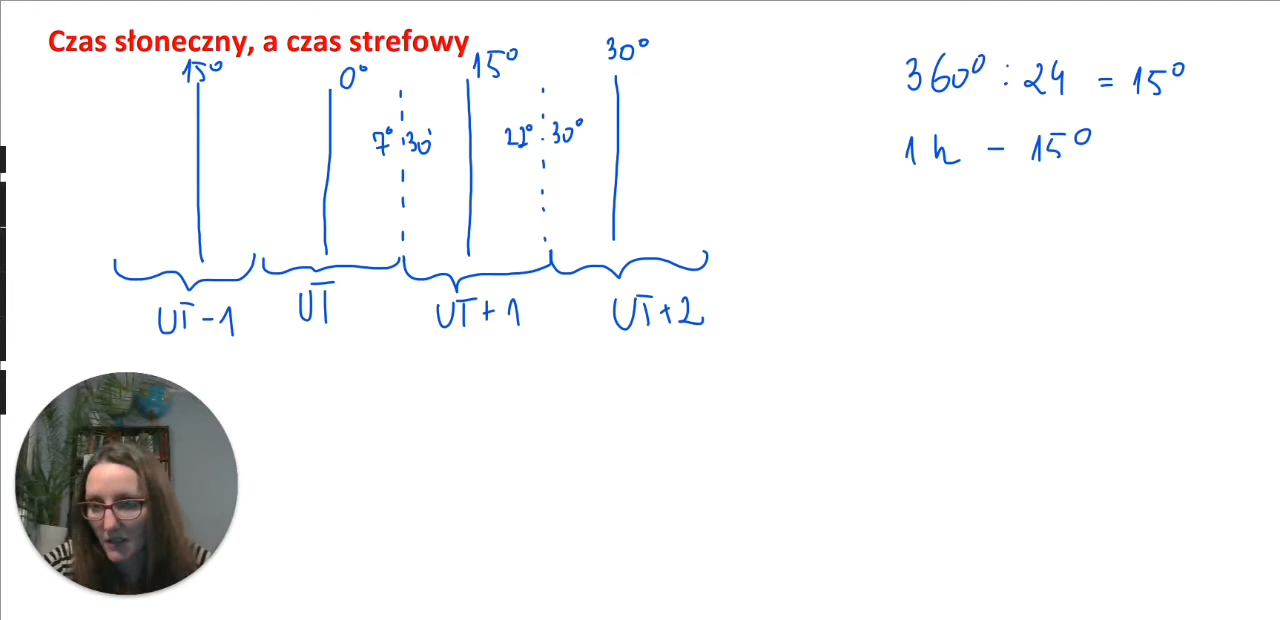 Czas słoneczny, a czas strefowy
15° 0° 15° 30°
7° 30' 22° 30°
UT-1 UT UT+1 UT+2
360° : 24 = 15°
1h - 15°